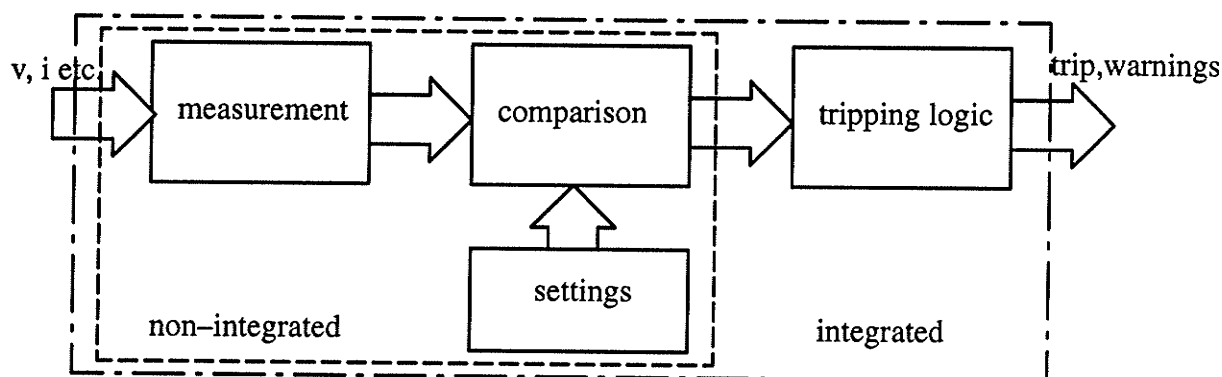 v, i etc.
measurement
comparison
tripping logic
trip,warnings
settings
non–integrated
integrated